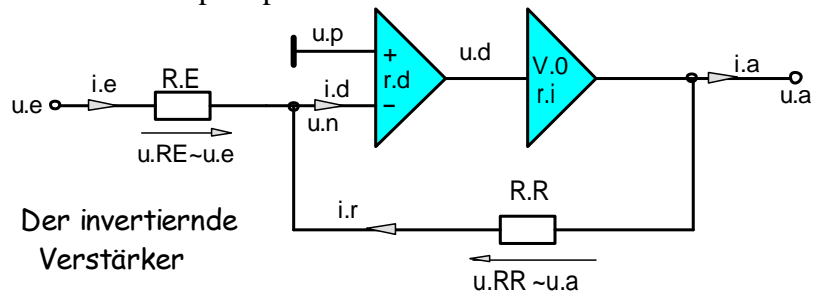 u.p
+
r.d
−
u.d
V.0
r.i
i.a
u.a
u.e
i.e
R.E
i.d
u.n
u.RE~u.e
R.R
i.r
u.RR ~u.a
Der invertiernde
Verstärker